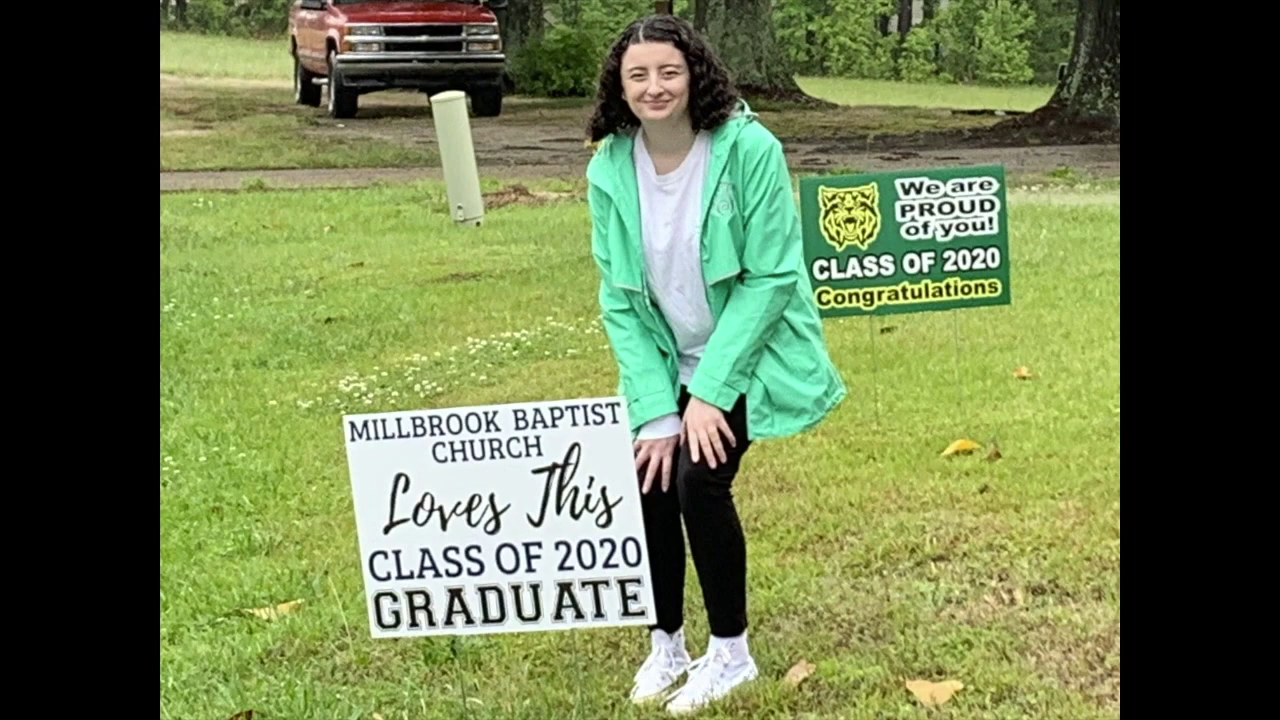 MILLBROOK BAPTIST
CHURCH
Loves This
CLASS OF 2020
GRADUATE
We are
PROUD
of you!
CLASS OF 2020
Congratulations